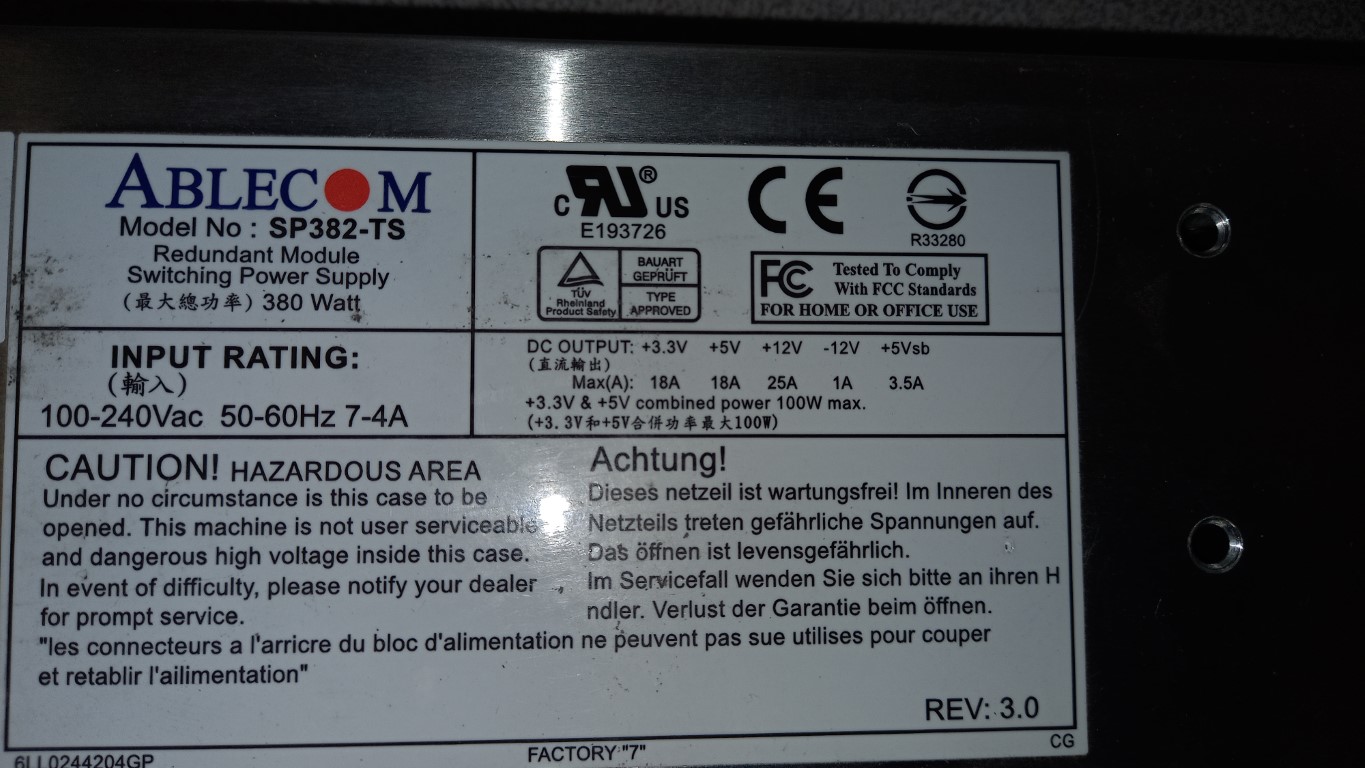 ABLECOM
Model No : SP382-TS
Redundant Module
Switching Power Supply
(最大總功率) 380 Watt
c RU ® US
E193726
CE
R33280
TÜV
Rheinland
Product Safety
BAUART
GEPRÜFT
TYPE
APPROVED
FC Tested To Comply
With FCC Standards
FOR HOME OR OFFICE USE
INPUT RATING:
(輸入)
100-240Vac 50-60Hz 7-4A
DC OUTPUT: +3.3V +5V +12V -12V +5Vsb
(直流輸出)
Max(A): 18A 18A 25A 1A 3.5A
+3.3V & +5V combined power 100W max.
(+3.3V和+5V合併功率最大100W)
CAUTION! HAZARDOUS AREA
Under no circumstance is this case to be
opened. This machine is not user serviceable
and dangerous high voltage inside this case.
In event of difficulty, please notify your dealer
for prompt service.
Achtung!
Dieses netzeil ist wartungsfrei! Im Inneren des
Netzteils treten gefährliche Spannungen auf.
Das öffnen ist levensgefährlich.
Im Servicefall wenden Sie sich bitte an ihren H
ndler. Verlust der Garantie beim öffnen.
"les connecteurs a l'arricre du bloc d'alimentation ne peuvent pas sue utilises pour couper
et retablir l'ailimentation"
REV: 3.0
CG
FACTORY:"7"
6LL0244204GP